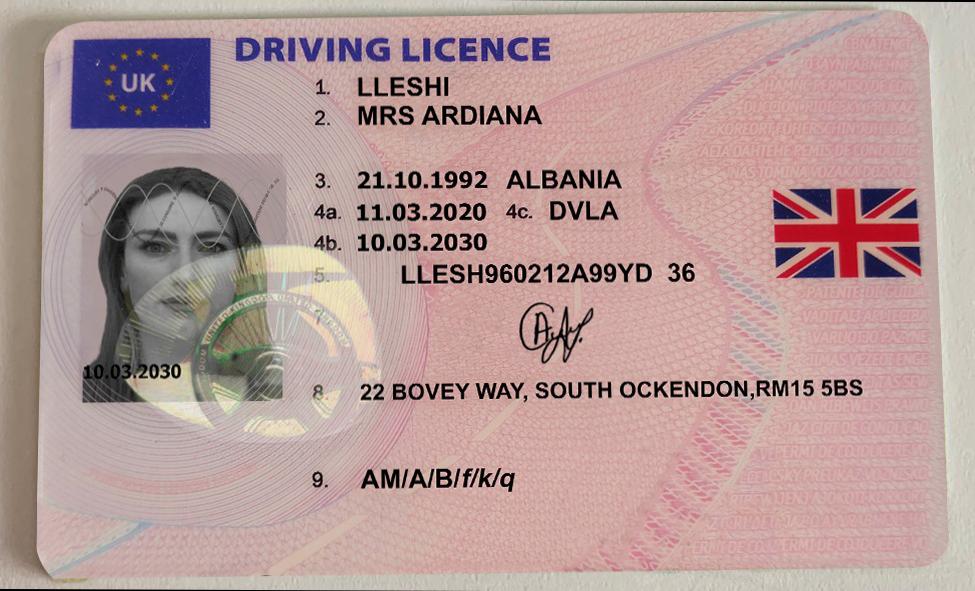 UK
DRIVING LICENCE
1. LLESHI
2. MRS ARDIANA
3. 21.10.1992 ALBANIA
4a. 11.03.2020 4c. DVLA
4b. 10.03.2030
5. LLESH960212A99YD 36
7.
10.03.2030
8. 22 BOVEY WAY, SOUTH OCKENDON,RM15 5BS
9. AM/A/B/f/k/q